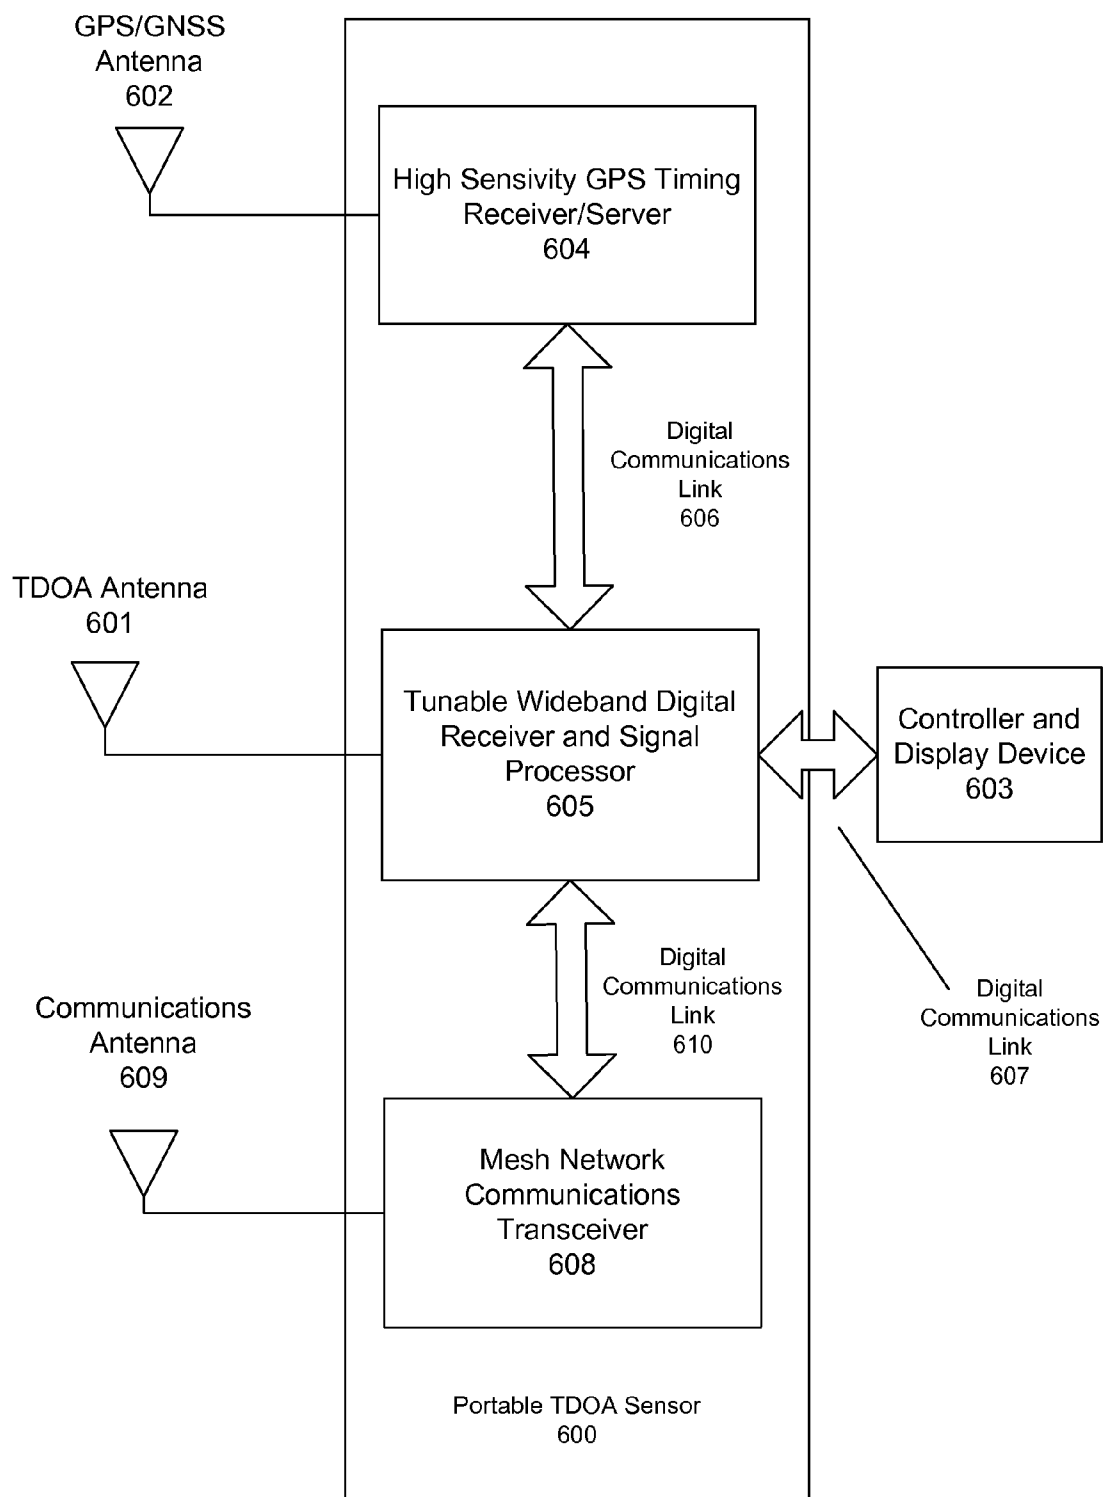 GPS/GNSS
Antenna
602
High Sensivity GPS Timing
Receiver/Server
604
Digital
Communications
Link
606
TDOA Antenna
601
Tunable Wideband Digital
Receiver and Signal
Processor
605
Controller and
Display Device
603
Digital
Communications
Link
610
Digital
Communications
Link
607
Communications
Antenna
609
Mesh Network
Communications
Transceiver
608
Portable TDOA Sensor
600